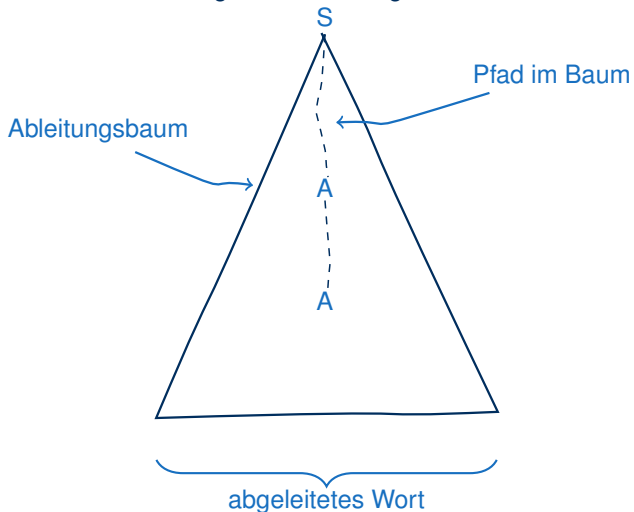 S
Pfad im Baum
Ableitungsbaum
A
A
abgeleitetes Wort